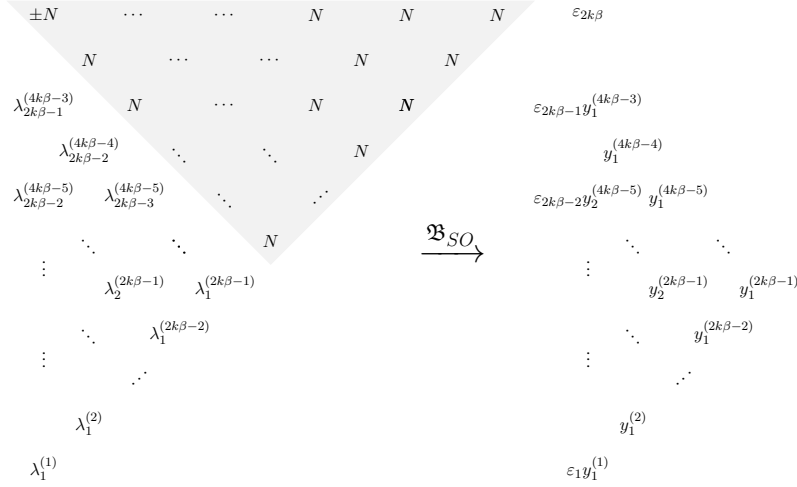 ±N ⋯ ⋯ N N N ε_{2kβ}
N ⋯ ⋯ N N
λ_{2kβ−1}^{(4kβ−3)} N ⋯ N N ε_{2kβ−1}y_1^{(4kβ−3)}
λ_{2kβ−2}^{(4kβ−4)} ⋱ ⋱ N y_1^{(4kβ−4)}
λ_{2kβ−2}^{(4kβ−5)} λ_{2kβ−3}^{(4kβ−5)} ⋱ ⋰ ε_{2kβ−2}y_2^{(4kβ−5)} y_1^{(4kβ−5)}
⋱ ⋱ N 𝔅_{SO} ⋱ ⋱
⋮ λ_2^{(2kβ−1)} λ_1^{(2kβ−1)} ⟶ ⋮ y_2^{(2kβ−1)} y_1^{(2kβ−1)}
⋱ λ_1^{(2kβ−2)} ⋱ y_1^{(2kβ−2)}
⋮ ⋰ ⋮ ⋰
λ_1^{(2)} y_1^{(2)}
λ_1^{(1)} ε_1y_1^{(1)}